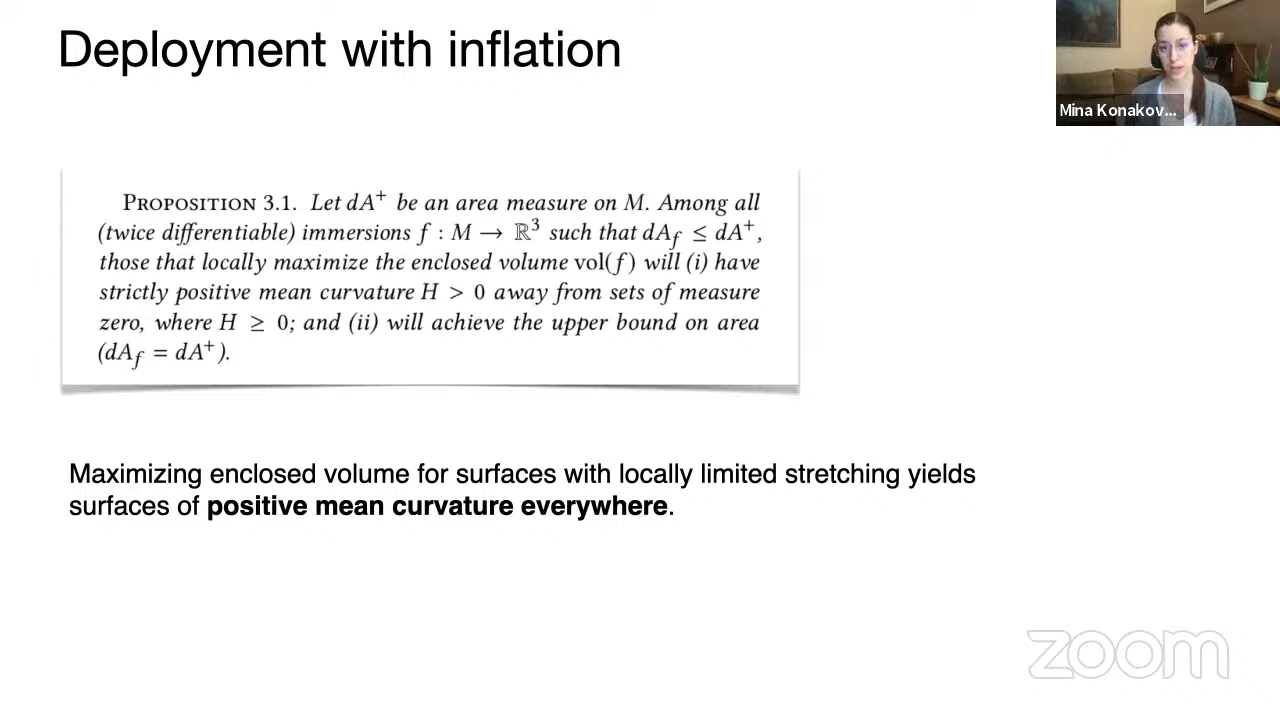 Deployment with inflation
Mina Konakov...
PROPOSITION 3.1. Let dA⁺ be an area measure on M. Among all
(twice differentiable) immersions f : M → ℝ³ such that dA_f ≤ dA⁺,
those that locally maximize the enclosed volume vol(f) will (i) have
strictly positive mean curvature H > 0 away from sets of measure
zero, where H ≥ 0; and (ii) will achieve the upper bound on area
(dA_f = dA⁺).
Maximizing enclosed volume for surfaces with locally limited stretching yields
surfaces of positive mean curvature everywhere.
zoom